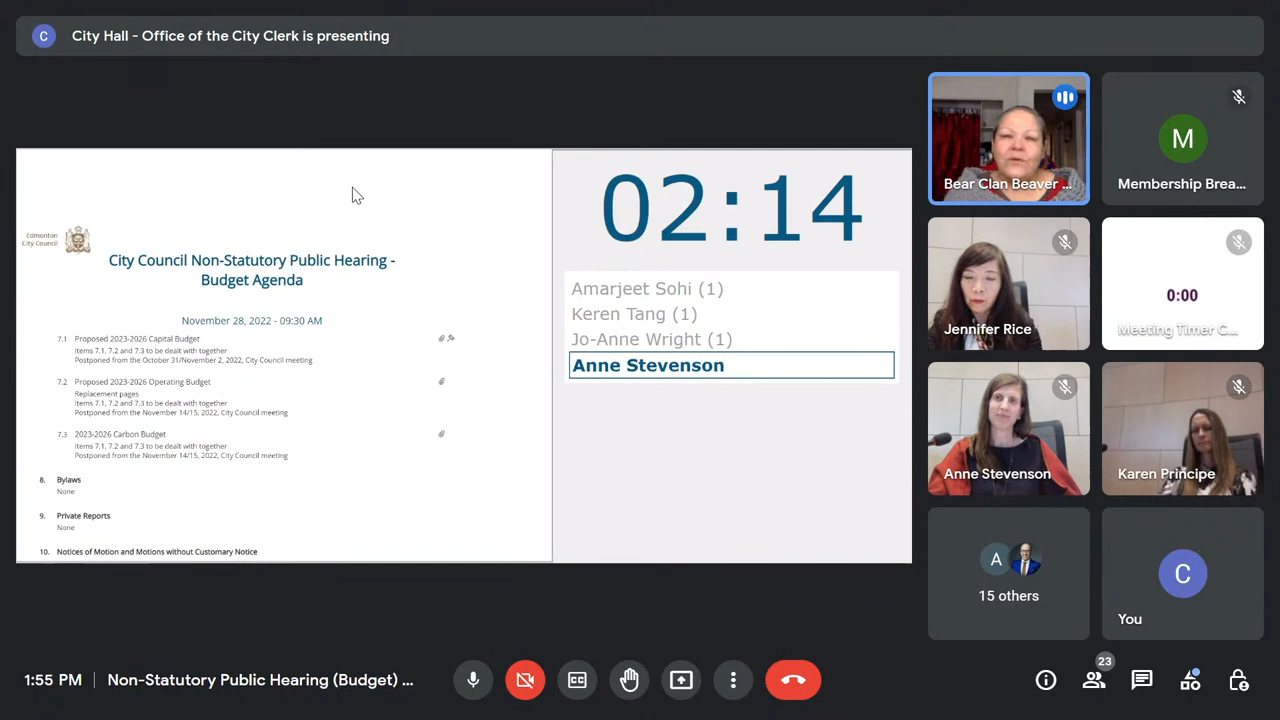 C City Hall - Office of the City Clerk is presenting
Edmonton
City Council
City Council Non-Statutory Public Hearing -
Budget Agenda
November 28, 2022 - 09:30 AM
7.1 Proposed 2023-2026 Capital Budget
Items 7.1, 7.2 and 7.3 to be dealt with together
Postponed from the October 31/November 2, 2022, City Council meeting
7.2 Proposed 2023-2026 Operating Budget
Replacement pages
Items 7.1, 7.2 and 7.3 to be dealt with together
Postponed from the November 14/15, 2022, City Council meeting
7.3 2023-2026 Carbon Budget
Items 7.1, 7.2 and 7.3 to be dealt with together
Postponed from the November 14/15, 2022, City Council meeting
8. Bylaws
None
9. Private Reports
None
10. Notices of Motion and Motions without Customary Notice
02:14
Amarjeet Sohi (1)
Keren Tang (1)
Jo-Anne Wright (1)
Anne Stevenson
Bear Clan Beaver ...
M
Membership Brea...
Jennifer Rice
0:00
Meeting Timer C...
Anne Stevenson
Karen Principe
A
15 others
C
You
1:55 PM | Non-Statutory Public Hearing (Budget) ...
23